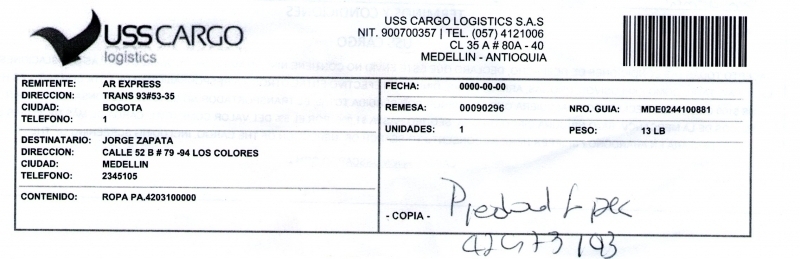 USS CARGO
logistics
USS CARGO LOGISTICS S.A.S
NIT. 900700357 | TEL. (057) 4121006
CL 35 A # 80A - 40
MEDELLIN - ANTIOQUIA
REMITENTE: AR EXPRESS
DIRECCION: TRANS 93#53-35
CIUDAD: BOGOTA
TELEFONO: 1
DESTINATARIO: JORGE ZAPATA
DIRECCION: CALLE 52 B # 79 -94 LOS COLORES
CIUDAD: MEDELLIN
TELEFONO: 2345105
CONTENIDO: ROPA PA.4203100000
FECHA: 0000-00-00
REMESA: 00090296 NRO. GUIA: MDE0244100881
UNIDADES: 1 PESO: 13 LB
- COPIA - Piedad